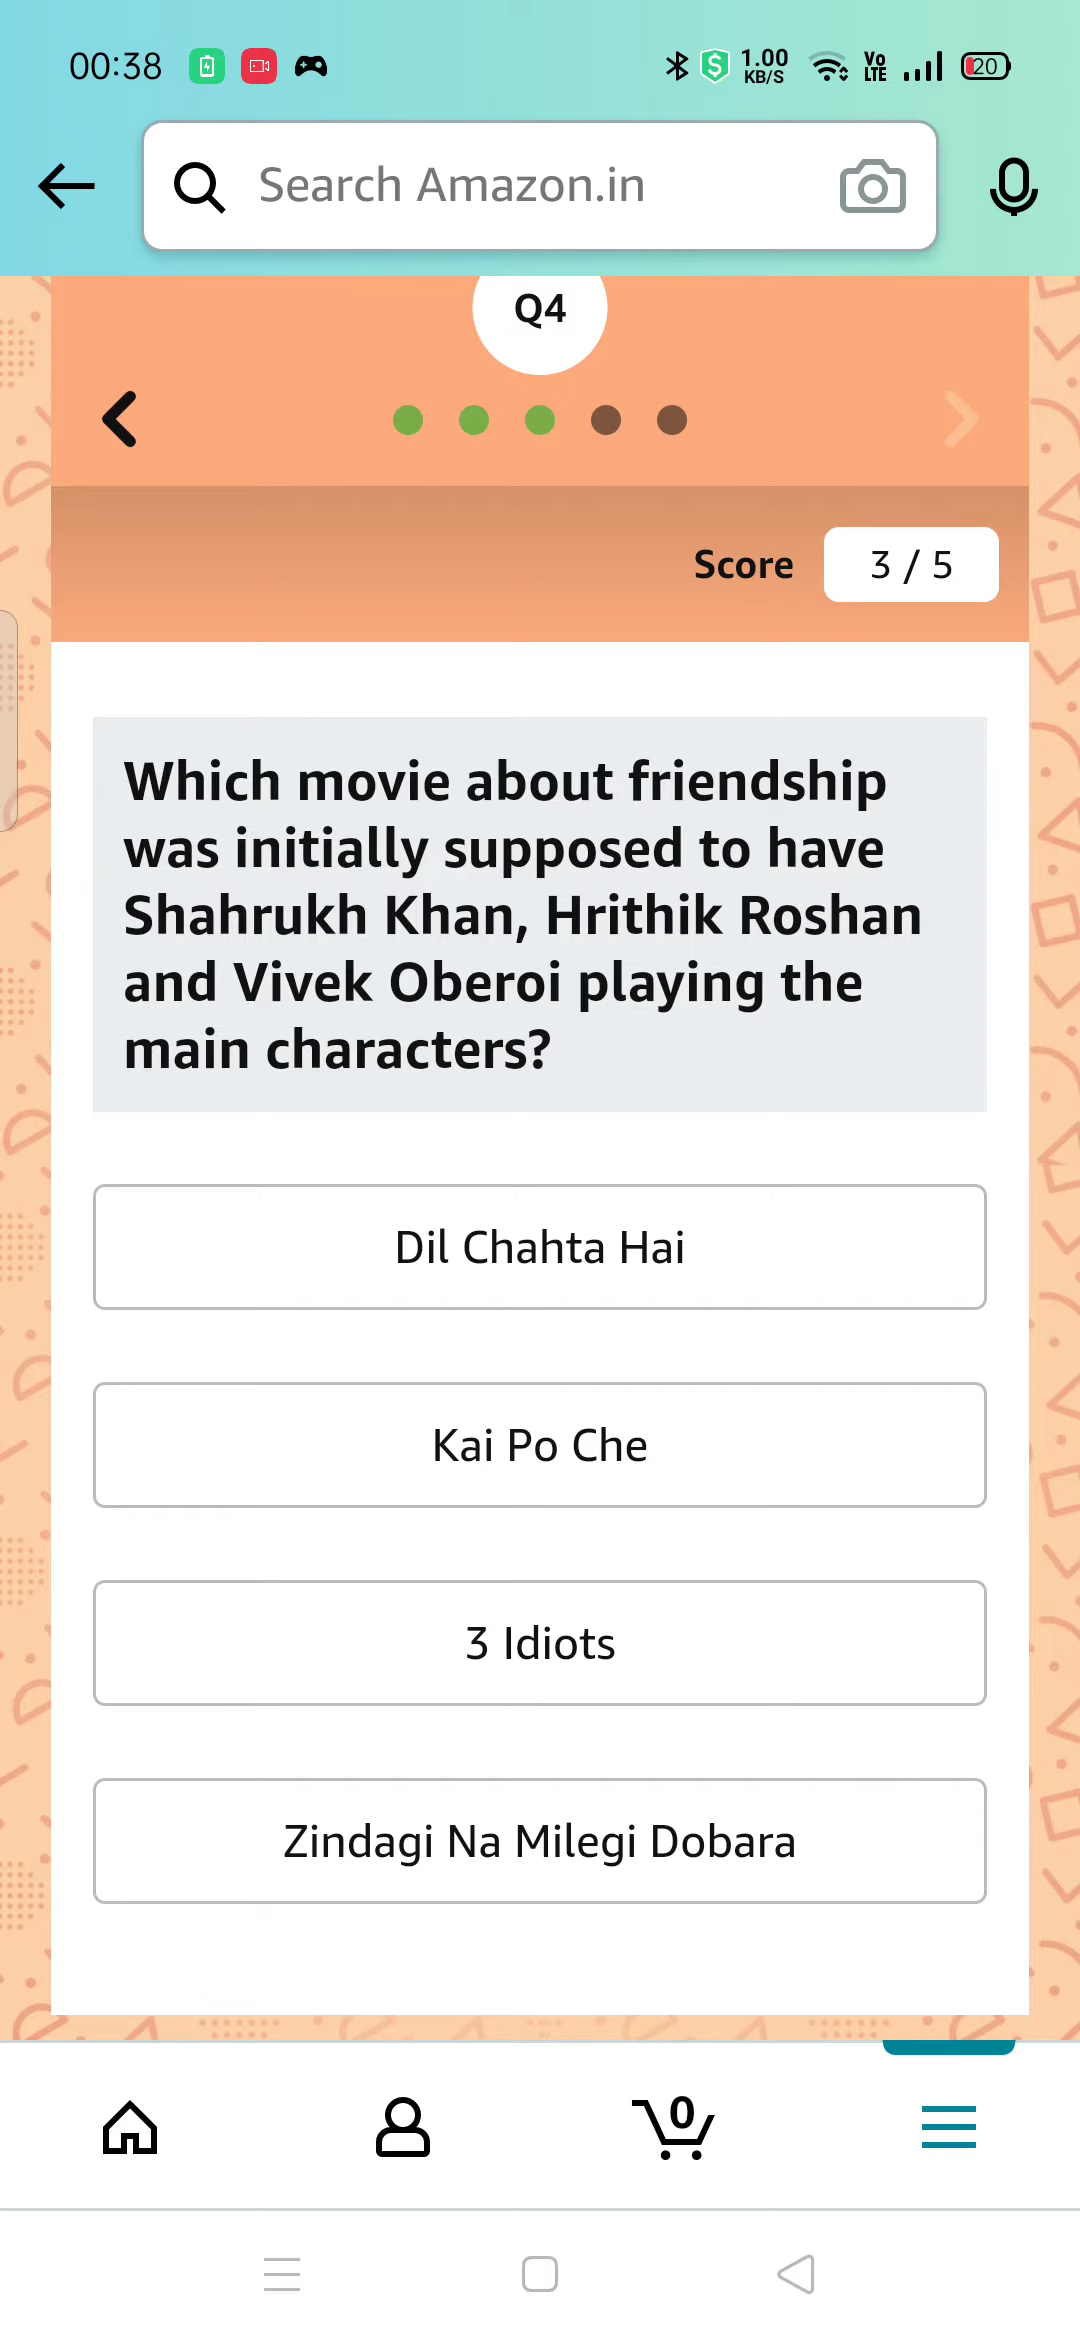 00:38
1.00
KB/S
Vo
LTE
20
Search Amazon.in
Q4
Score
3 / 5
Which movie about friendship
was initially supposed to have
Shahrukh Khan, Hrithik Roshan
and Vivek Oberoi playing the
main characters?
Dil Chahta Hai
Kai Po Che
3 Idiots
Zindagi Na Milegi Dobara
0